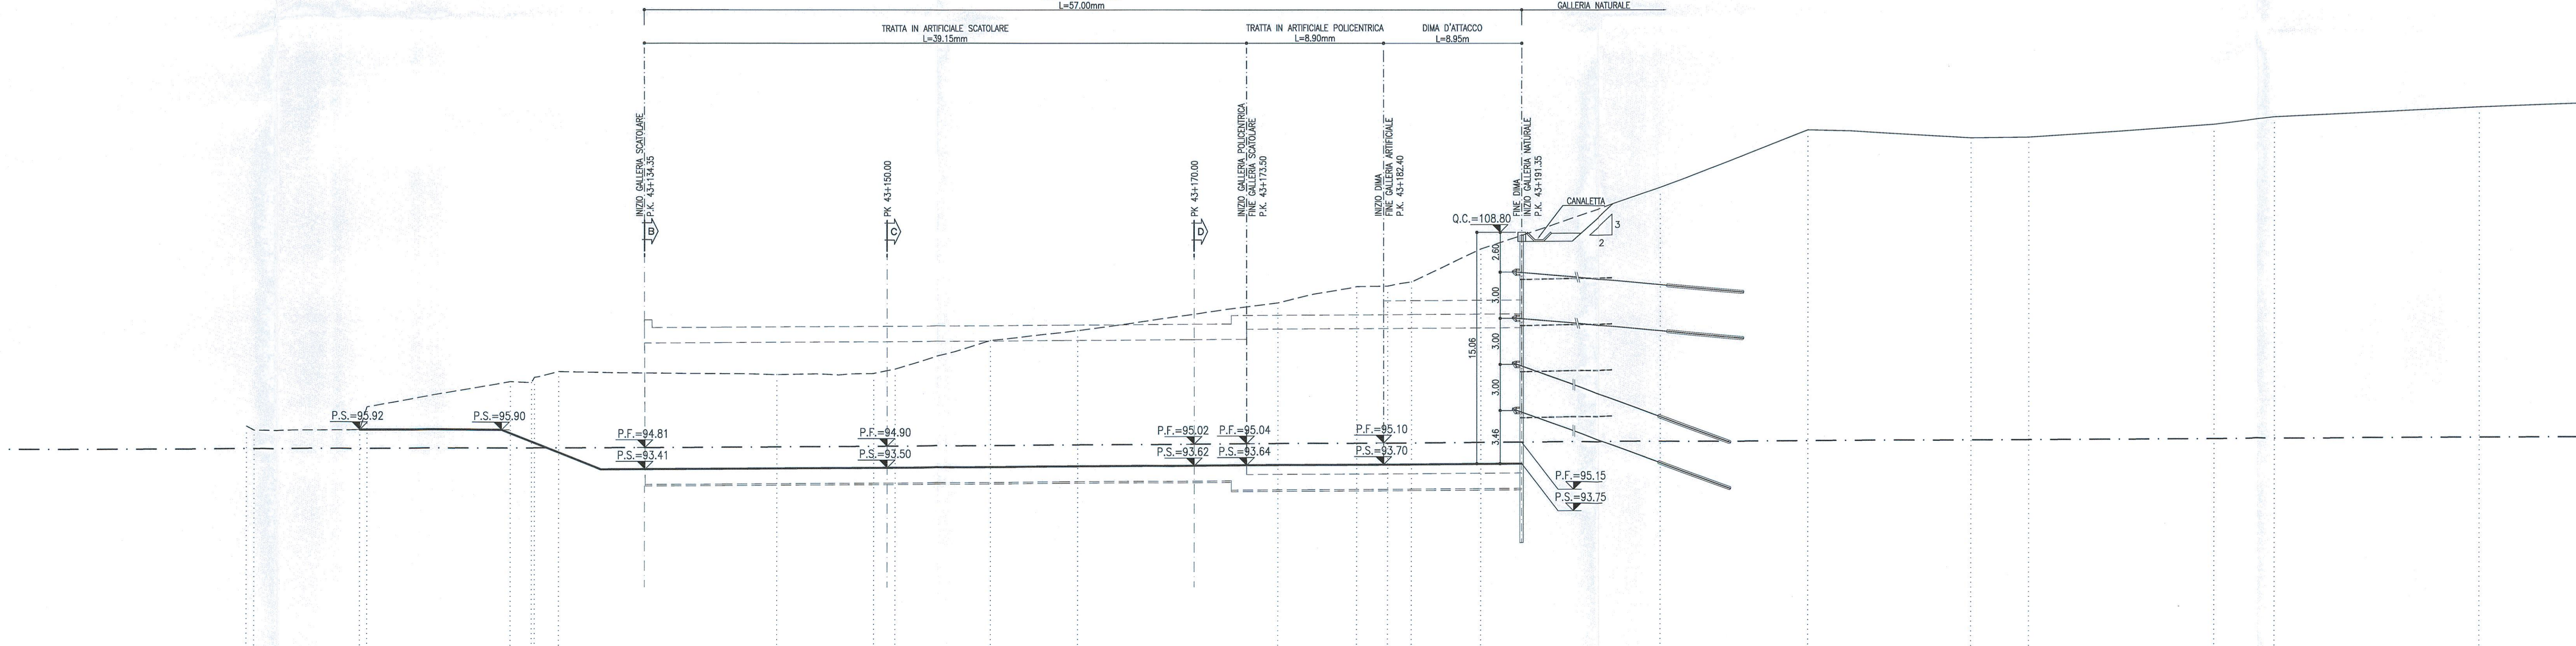 L=57.00mm
GALLERIA NATURALE
TRATTA IN ARTIFICIALE SCATOLARE
L=39.15mm
TRATTA IN ARTIFICIALE POLICENTRICA
L=8.90mm
DIMA D'ATTACCO
L=8.95m
INIZIO GALLERIA SCATOLARE
P.K. 43+134.35
B
PK 43+150.00
C
PK 43+170.00
D
INIZIO GALLERIA POLICENTRICA
FINE GALLERIA SCATOLARE
P.K. 43+173.50
INIZIO DIMA
FINE GALLERIA ARTIFICIALE
P.K. 43+182.40
FINE DIMA
INIZIO GALLERIA NATURALE
P.K. 43+191.35
CANALETTA
3
2
Q.C.=108.80
2.60
3.00
3.00
3.00
3.46
15.06
P.S.=95.92
P.S.=95.90
P.F.=94.81
P.S.=93.41
P.F.=94.90
P.S.=93.50
P.F.=95.02
P.S.=93.62
P.F.=95.04
P.S.=93.64
P.F.=95.10
P.S.=93.70
P.F.=95.15
P.S.=93.75